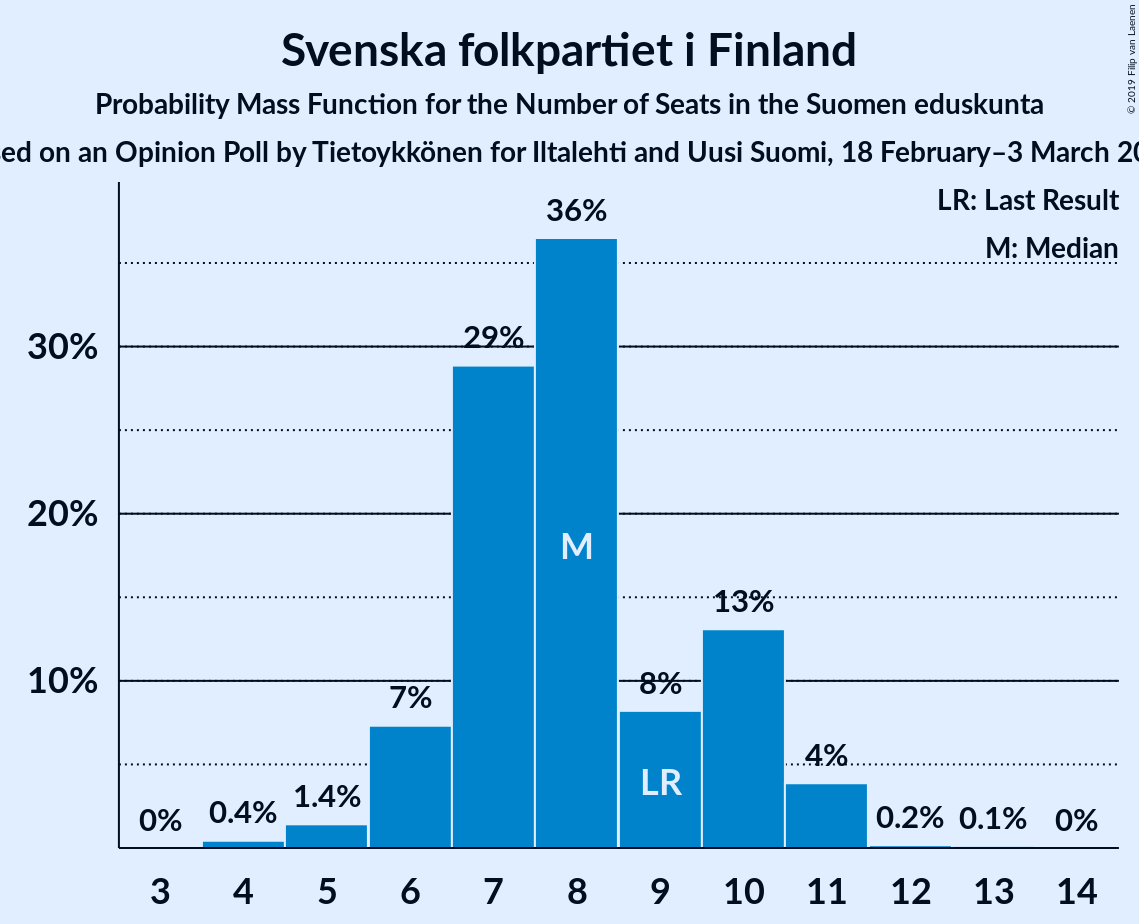 Svenska folkpartiet i Finland
Probability Mass Function for the Number of Seats in the Suomen eduskunta
on an Opinion Poll by Tietoykkönen for Iltalehti and Uusi Suomi, 18 February–3 March
© 2019 Filip van Laenen
LR: Last Result
M: Median
36%
29%
30%
M
20%
13%
10%
7%
8%
LR
4%
0%
0.4%
1.4%
0.2%
0.1%
0%
3 4 5 6 7 8 9 10 11 12 13 14